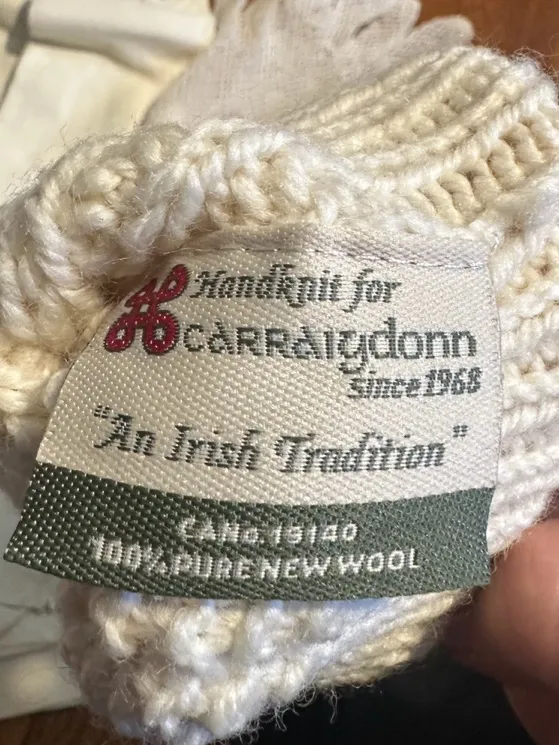 Handknit for
CARRAIgdonn
since 1968
"An Irish Tradition"
CA No. 19140
100% PURE NEW WOOL